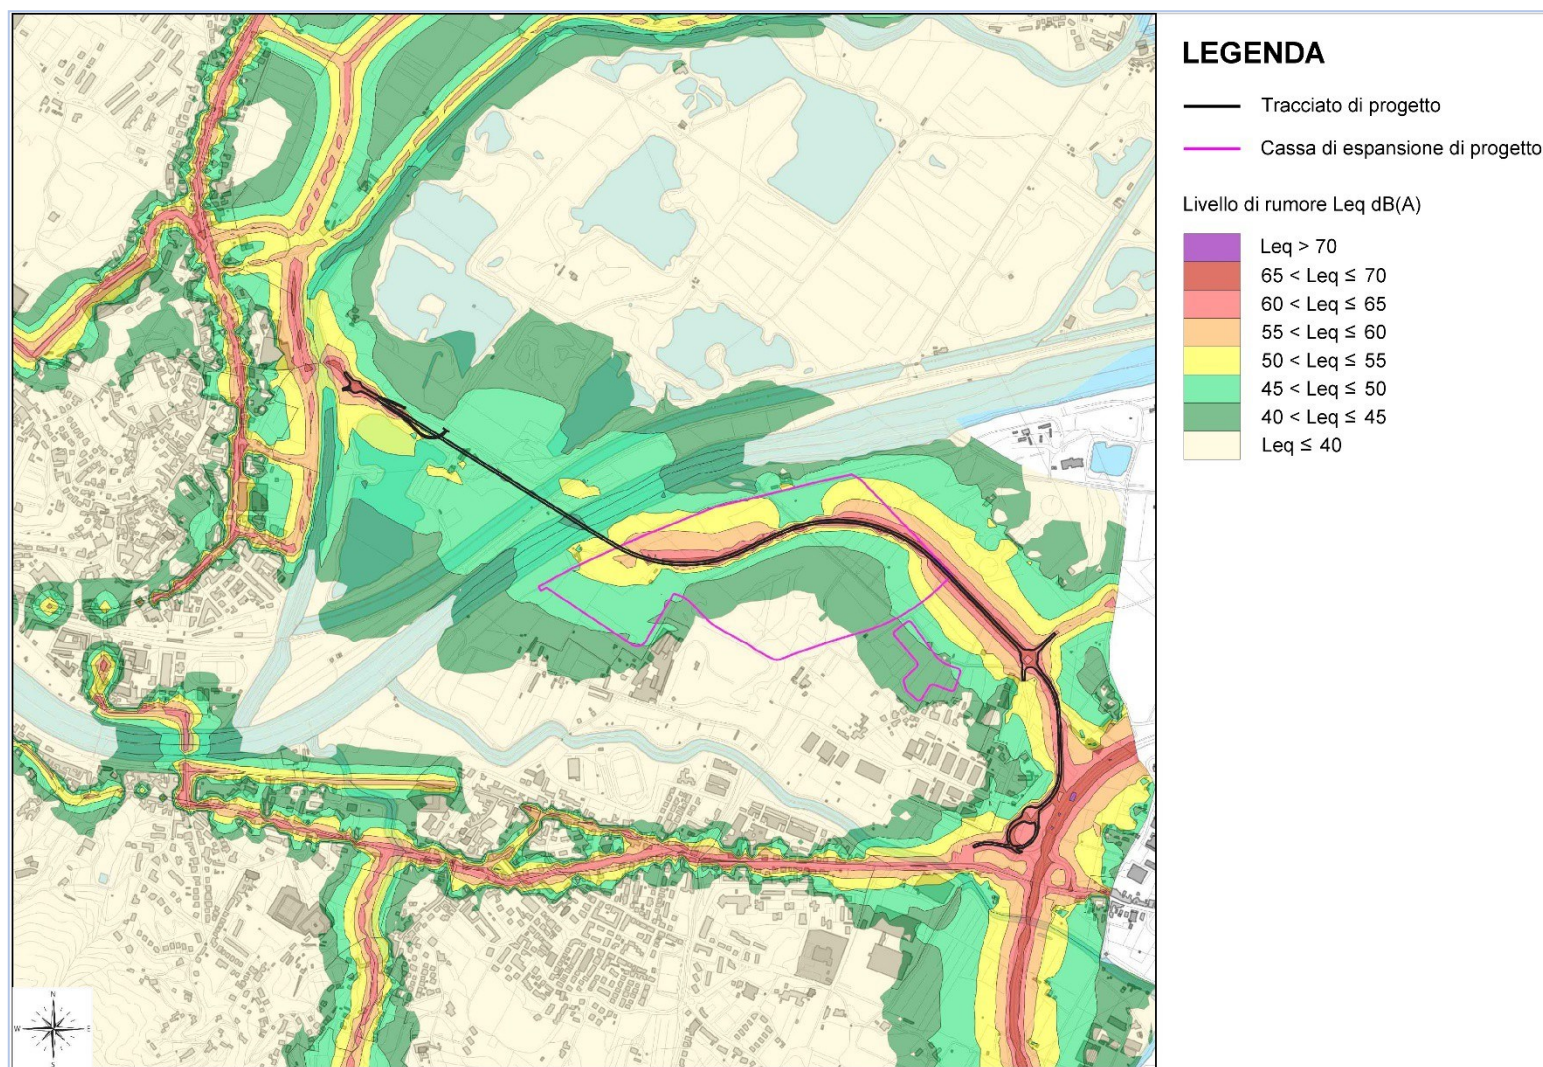 LEGENDA
Tracciato di progetto
Cassa di espansione di progetto
Livello di rumore Leq dB(A)
Leq > 70
65 < Leq ≤ 70
60 < Leq ≤ 65
55 < Leq ≤ 60
50 < Leq ≤ 55
45 < Leq ≤ 50
40 < Leq ≤ 45
Leq ≤ 40
N
W E
S